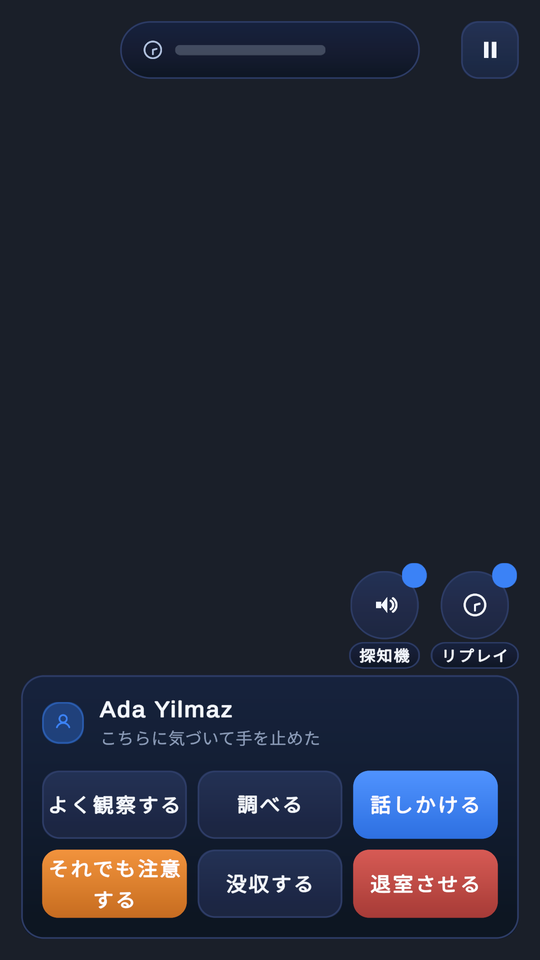 探知機
リプレイ
Ada Yilmaz
こちらに気づいて手を止めた
よく観察する
調べる
話しかける
それでも注意
する
没収する
退室させる